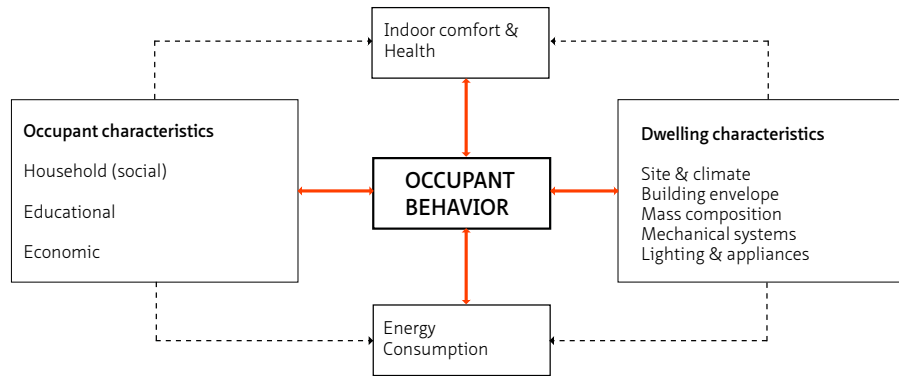 Indoor comfort &
Health
Occupant characteristics
Household (social)
Educational
Economic
OCCUPANT
BEHAVIOR
Dwelling characteristics
Site & climate
Building envelope
Mass composition
Mechanical systems
Lighting & appliances
Energy
Consumption